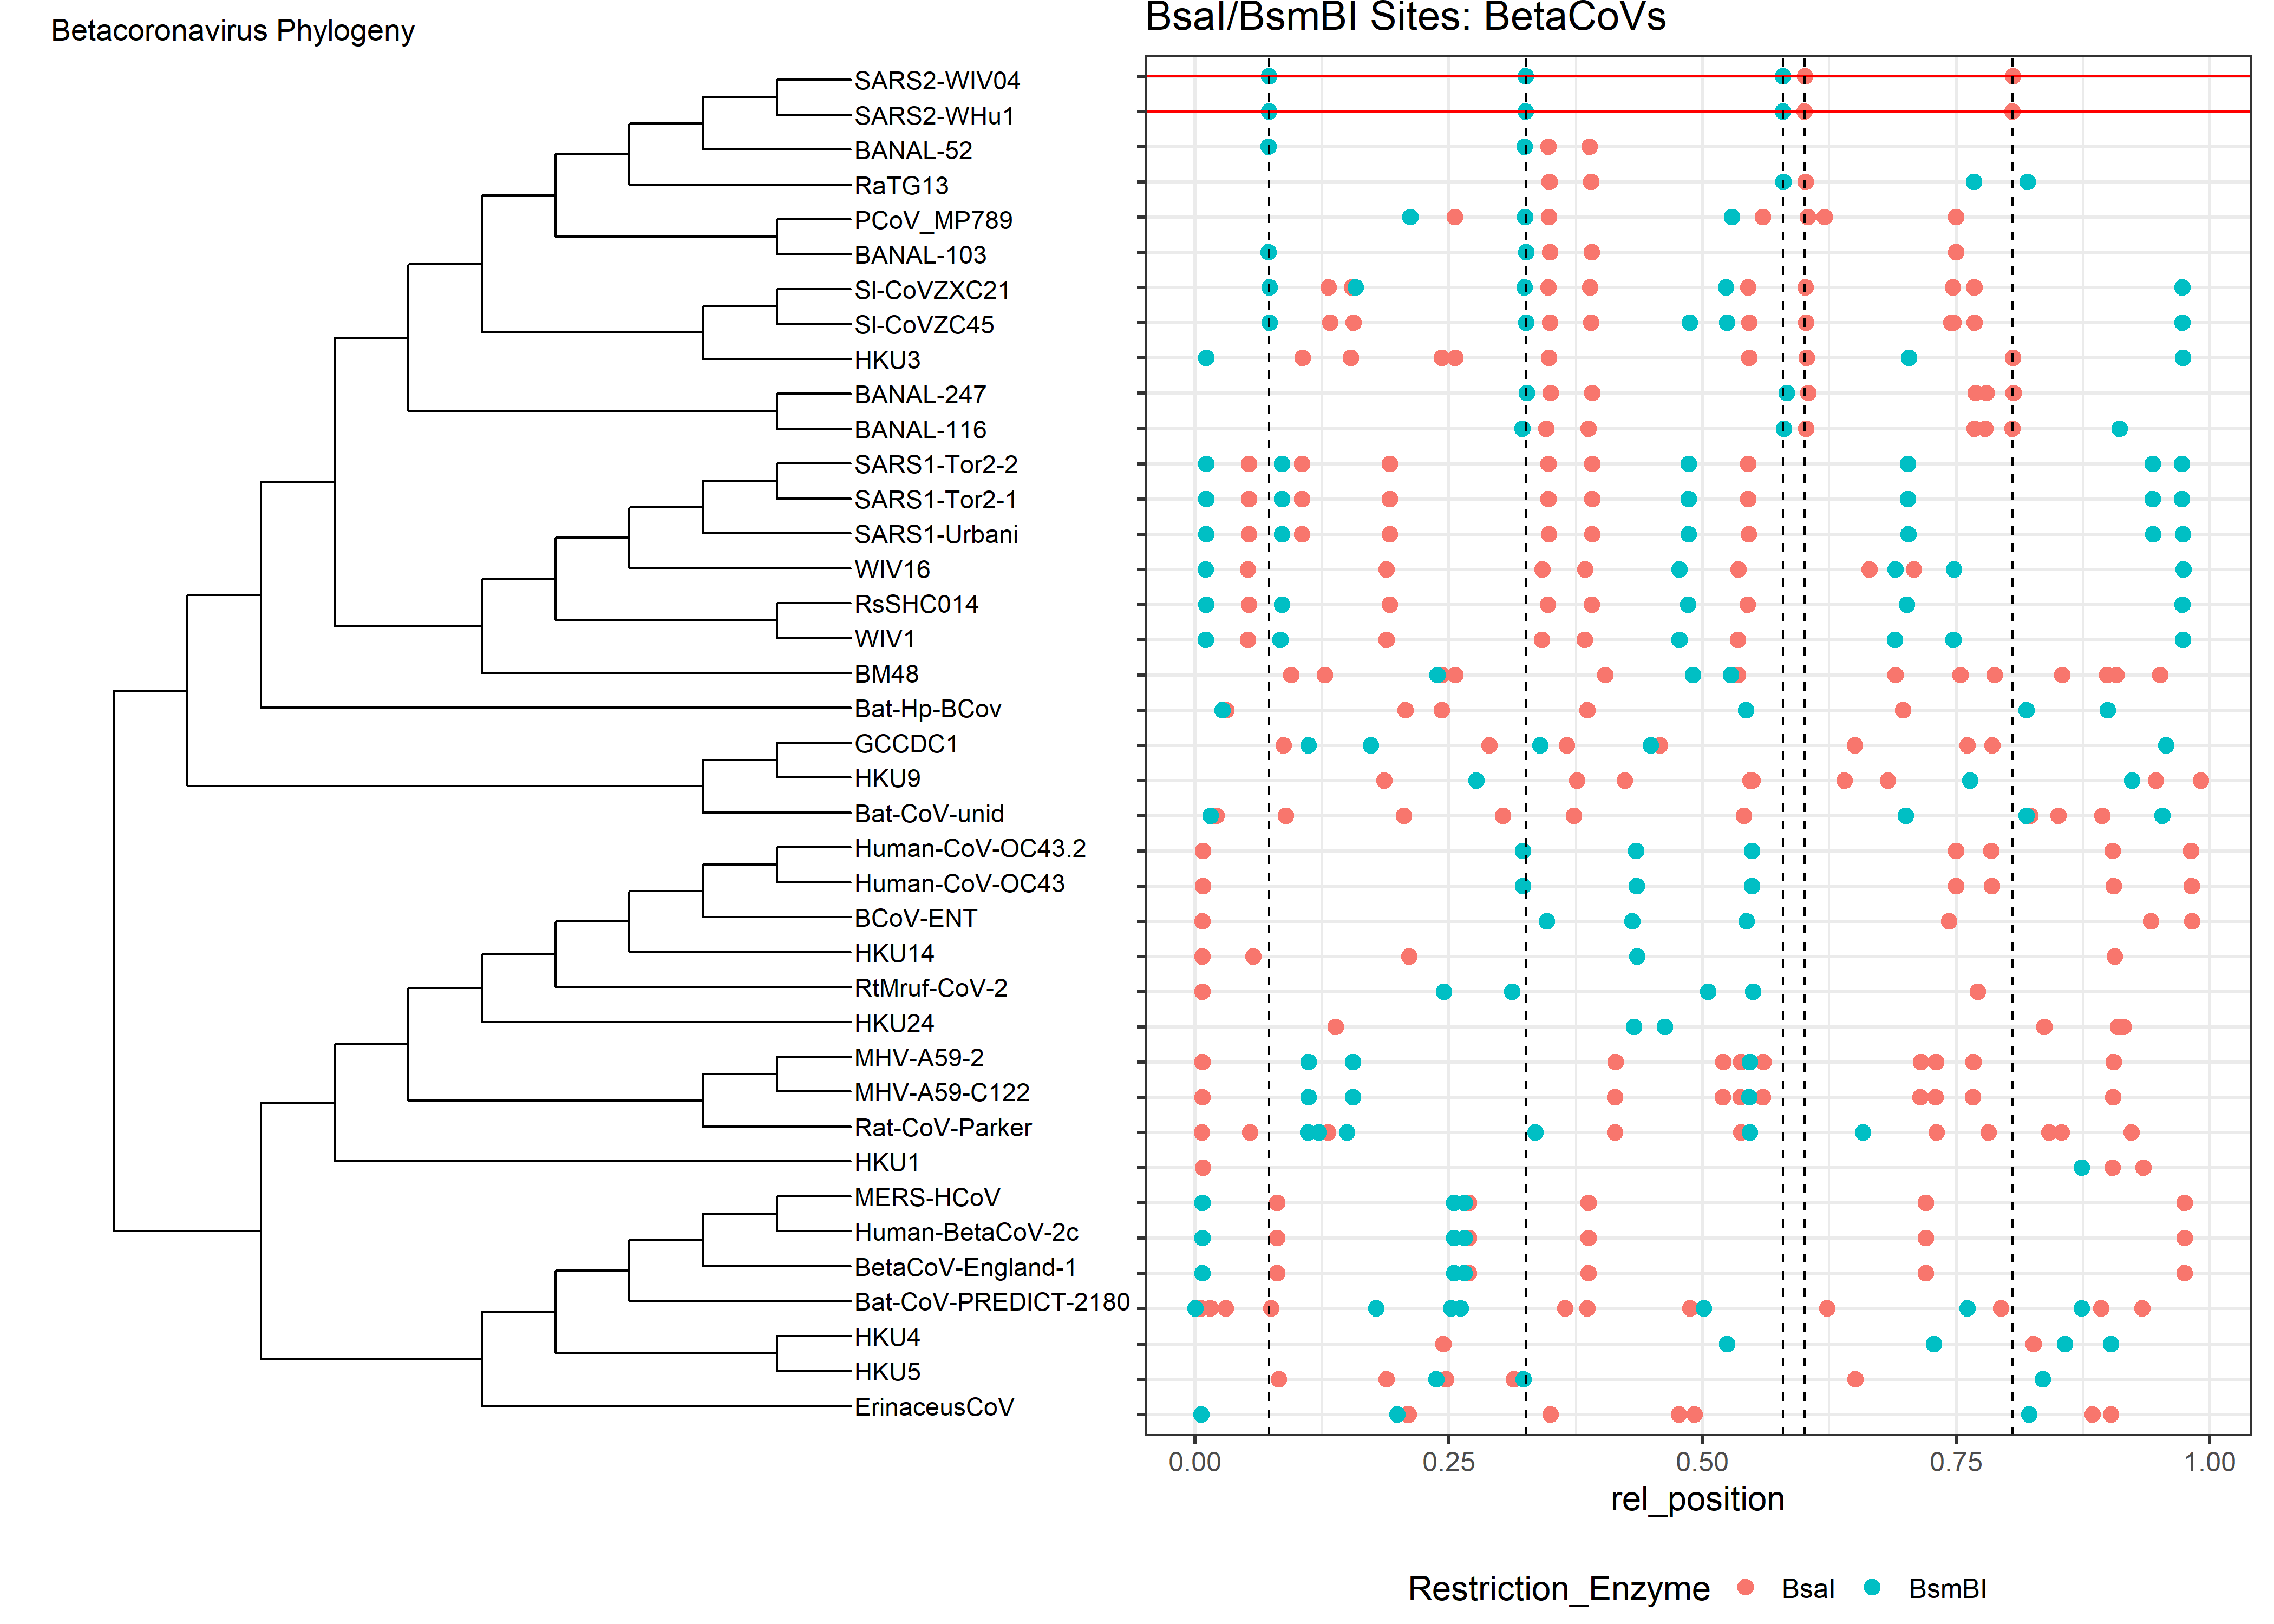 Betacoronavirus Phylogeny
BsaI/BsmBI Sites: BetaCoVs
SARS2-WIV04
SARS2-WHu1
BANAL-52
RaTG13
PCoV_MP789
BANAL-103
SI-CoVZXC21
SI-CoVZC45
HKU3
BANAL-247
BANAL-116
SARS1-Tor2-2
SARS1-Tor2-1
SARS1-Urbani
WIV16
RsSHC014
WIV1
BM48
Bat-Hp-BCov
GCCDC1
HKU9
Bat-CoV-unid
Human-CoV-OC43.2
Human-CoV-OC43
BCoV-ENT
HKU14
RtMruf-CoV-2
HKU24
MHV-A59-2
MHV-A59-C122
Rat-CoV-Parker
HKU1
MERS-HCoV
Human-BetaCoV-2c
BetaCoV-England-1
Bat-CoV-PREDICT-2180
HKU4
HKU5
ErinaceusCoV
0.00 0.25 0.50 0.75 1.00
rel_position
Restriction_Enzyme BsaI BsmBI